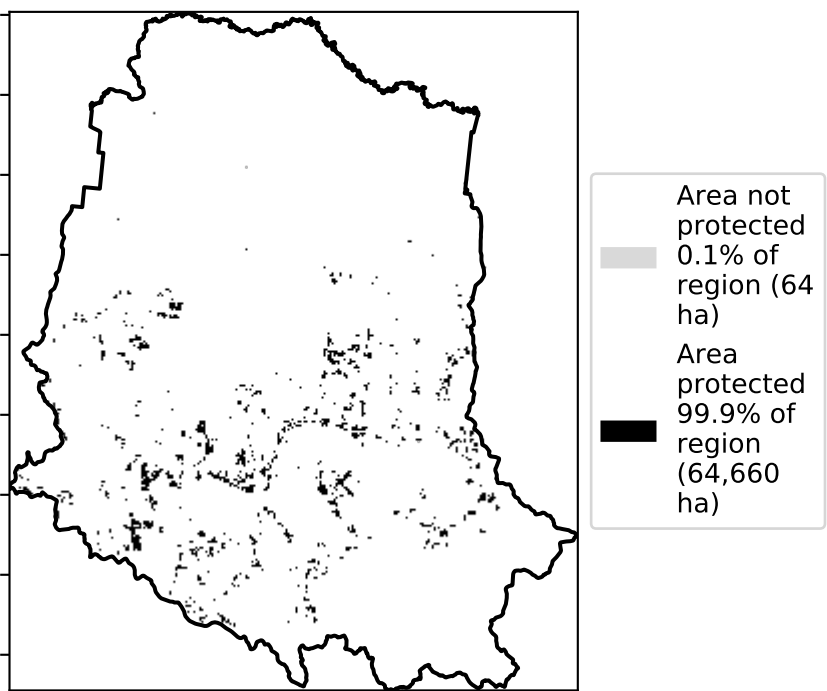 Area not
protected
0.1% of
region (64
ha)
Area
protected
99.9% of
region
(64,660
ha)